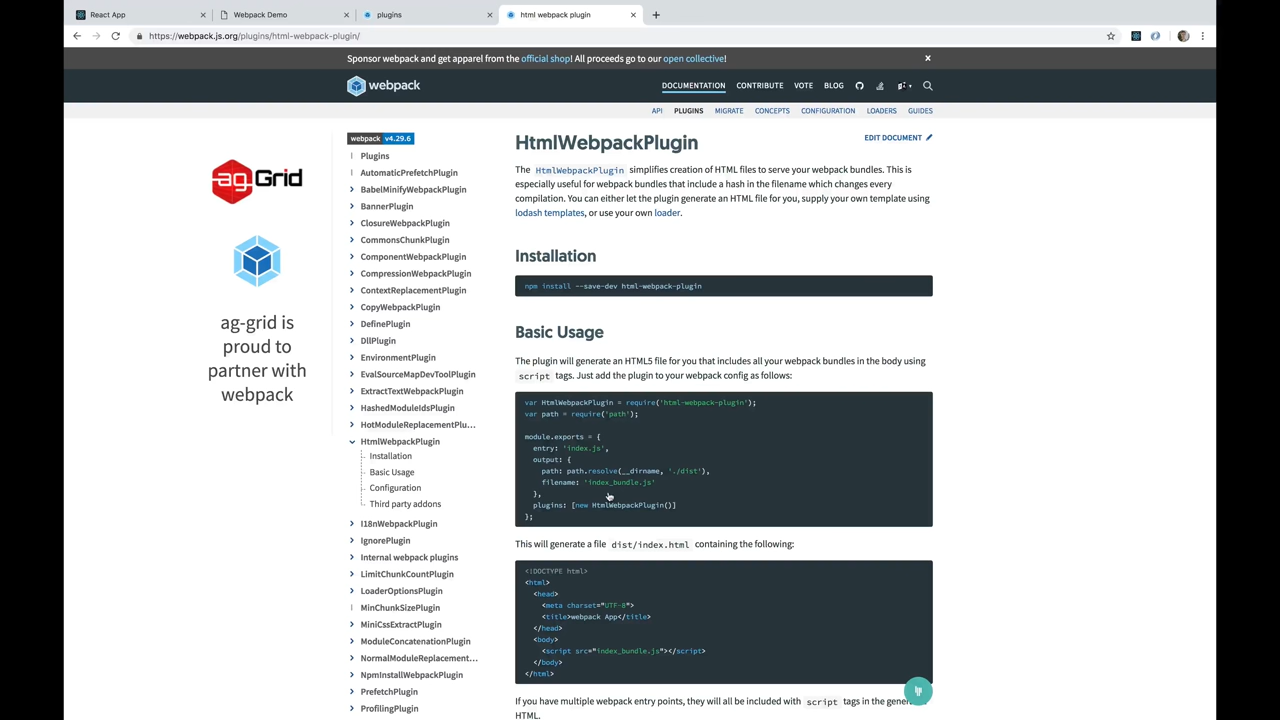 React App
Webpack Demo
plugins
html webpack plugin
https://webpack.js.org/plugins/html-webpack-plugin/
Sponsor webpack and get apparel from the official shop! All proceeds go to our open collective!
webpack
DOCUMENTATION
CONTRIBUTE
VOTE
BLOG
API
PLUGINS
MIGRATE
CONCEPTS
CONFIGURATION
LOADERS
GUIDES
ag-Grid
ag-grid is
proud to
partner with
webpack
webpack v4.29.6
Plugins
AutomaticPrefetchPlugin
BabelMinifyWebpackPlugin
BannerPlugin
ClosureWebpackPlugin
CommonsChunkPlugin
ComponentWebpackPlugin
CompressionWebpackPlugin
ContextReplacementPlugin
CopyWebpackPlugin
DefinePlugin
DllPlugin
EnvironmentPlugin
EvalSourceMapDevToolPlugin
ExtractTextWebpackPlugin
HashedModuleIdsPlugin
HotModuleReplacementPlu...
HtmlWebpackPlugin
Installation
Basic Usage
Configuration
Third party addons
I18nWebpackPlugin
IgnorePlugin
Internal webpack plugins
LimitChunkCountPlugin
LoaderOptionsPlugin
MinChunkSizePlugin
MiniCssExtractPlugin
ModuleConcatenationPlugin
NormalModuleReplacement...
NpmInstallWebpackPlugin
PrefetchPlugin
ProfilingPlugin
HtmlWebpackPlugin
EDIT DOCUMENT
The HtmlWebpackPlugin simplifies creation of HTML files to serve your webpack bundles. This is
especially useful for webpack bundles that include a hash in the filename which changes every
compilation. You can either let the plugin generate an HTML file for you, supply your own template using
lodash templates, or use your own loader.
Installation
npm install --save-dev html-webpack-plugin
Basic Usage
The plugin will generate an HTML5 file for you that includes all your webpack bundles in the body using
script tags. Just add the plugin to your webpack config as follows:
var HtmlWebpackPlugin = require('html-webpack-plugin');
var path = require('path');
module.exports = {
entry: 'index.js',
output: {
path: path.resolve(__dirname, './dist'),
filename: 'index_bundle.js'
},
plugins: [new HtmlWebpackPlugin()]
};
This will generate a file dist/index.html containing the following:
<!DOCTYPE html>
<html>
<head>
<meta charset="UTF-8">
<title>webpack App</title>
</head>
<body>
<script src="index_bundle.js"></script>
</body>
</html>
If you have multiple webpack entry points, they will all be included with script tags in the gene
HTML.